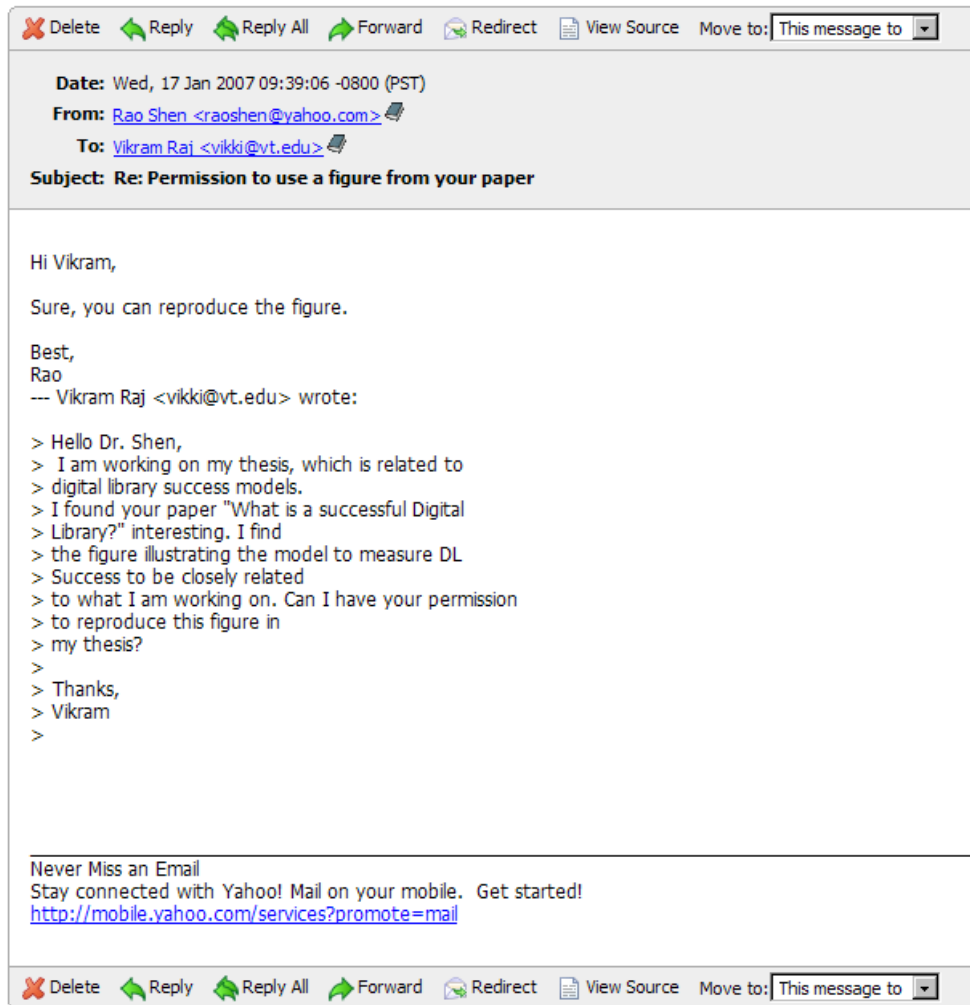 Delete Reply Reply All Forward Redirect View Source Move to: This message to
Date: Wed, 17 Jan 2007 09:39:06 -0800 (PST)
From: Rao Shen <raoshen@yahoo.com>
To: Vikram Raj <vikki@vt.edu>
Subject: Re: Permission to use a figure from your paper
Hi Vikram,
Sure, you can reproduce the figure.
Best,
Rao
--- Vikram Raj <vikki@vt.edu> wrote:
> Hello Dr. Shen,
>  I am working on my thesis, which is related to
> digital library success models.
> I found your paper "What is a successful Digital
> Library?" interesting. I find
> the figure illustrating the model to measure DL
> Success to be closely related
> to what I am working on. Can I have your permission
> to reproduce this figure in
> my thesis?
>
> Thanks,
> Vikram
>
Never Miss an Email
Stay connected with Yahoo! Mail on your mobile.  Get started!
http://mobile.yahoo.com/services?promote=mail
Delete Reply Reply All Forward Redirect View Source Move to: This message to